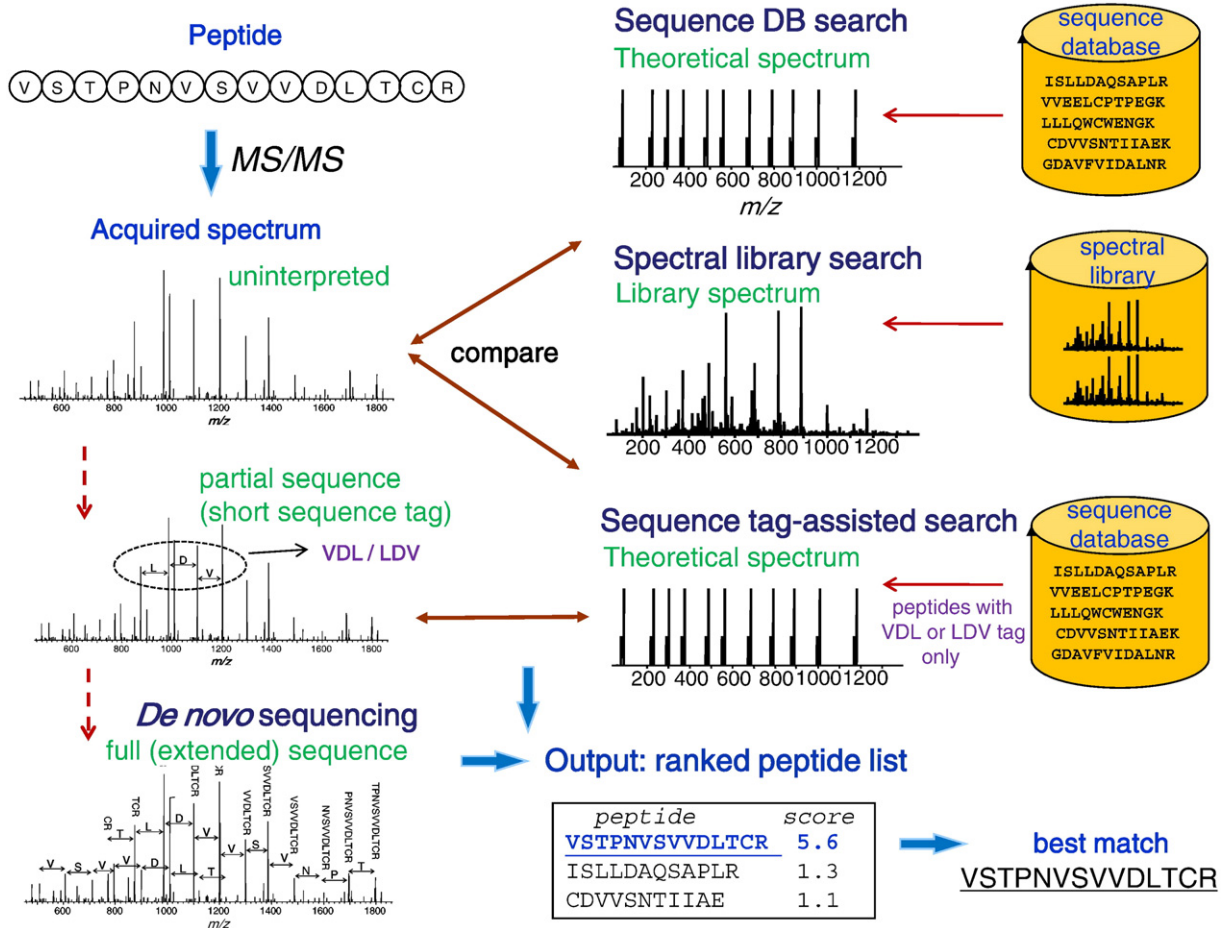 Peptide
V S T P N V S V V D L T C R
MS/MS
Acquired spectrum
uninterpreted
600 800 1000 1200 1400 1600 1800
m/z
partial sequence
(short sequence tag)
VDL / LDV
L D V
600 800 1000 1200 1400 1600 1800
m/z
De novo sequencing
full (extended) sequence
CR TCR DLTCR CR VVDLTCR SVVDLTCR VSVVDLTCR NVSVVDLTCR PNVSVVDLTCR TPNVSVVDLTCR
T L D V V S V N P T
V S V V D L T
600 800 1000 1200 1400 1600 1800
m/z
compare
Sequence DB search
Theoretical spectrum
200 400 600 800 1000 1200
m/z
sequence
database
ISLLDAQSAPLR
VVEELCPTPEGK
LLLQWCWENGK
CDVVSNTIIAEK
GDAVFVIDALNR
Spectral library search
Library spectrum
200 400 600 800 1000 1200
spectral
library
Sequence tag-assisted search
Theoretical spectrum
200 400 600 800 1000 1200
peptides with
VDL or LDV tag
only
sequence
database
ISLLDAQSAPLR
VVEELCPTPEGK
LLLQWCWENGK
CDVVSNTIIAEK
GDAVFVIDALNR
Output: ranked peptide list
peptide score
VSTPNVSVVDLTCR 5.6
ISLLDAQSAPLR 1.3
CDVVSNTIIAE 1.1
best match
VSTPNVSVVDLTCR